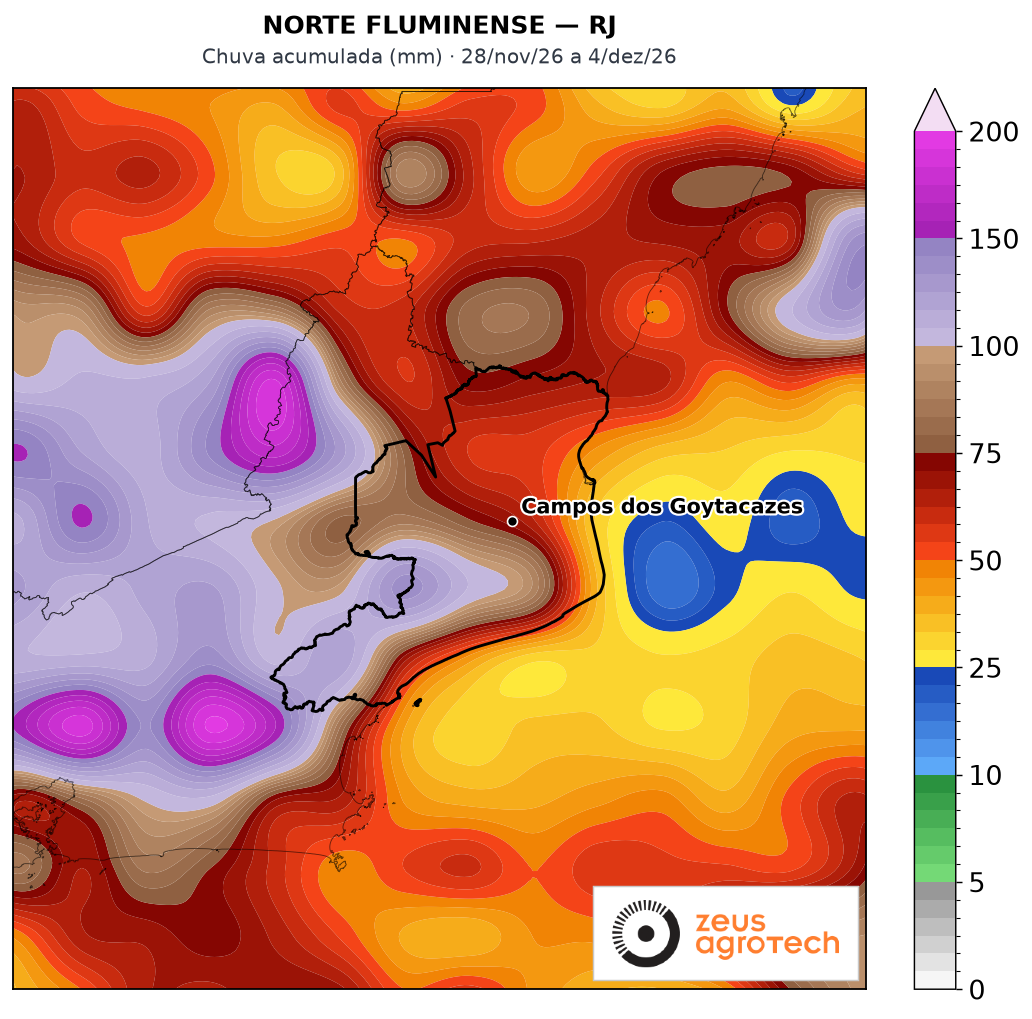 NORTE FLUMINENSE — RJ
Chuva acumulada (mm) · 28/nov/26 a 4/dez/26
200
150
100
75
50
25
10
5
0
Campos dos Goytacazes
zeus
agrotech